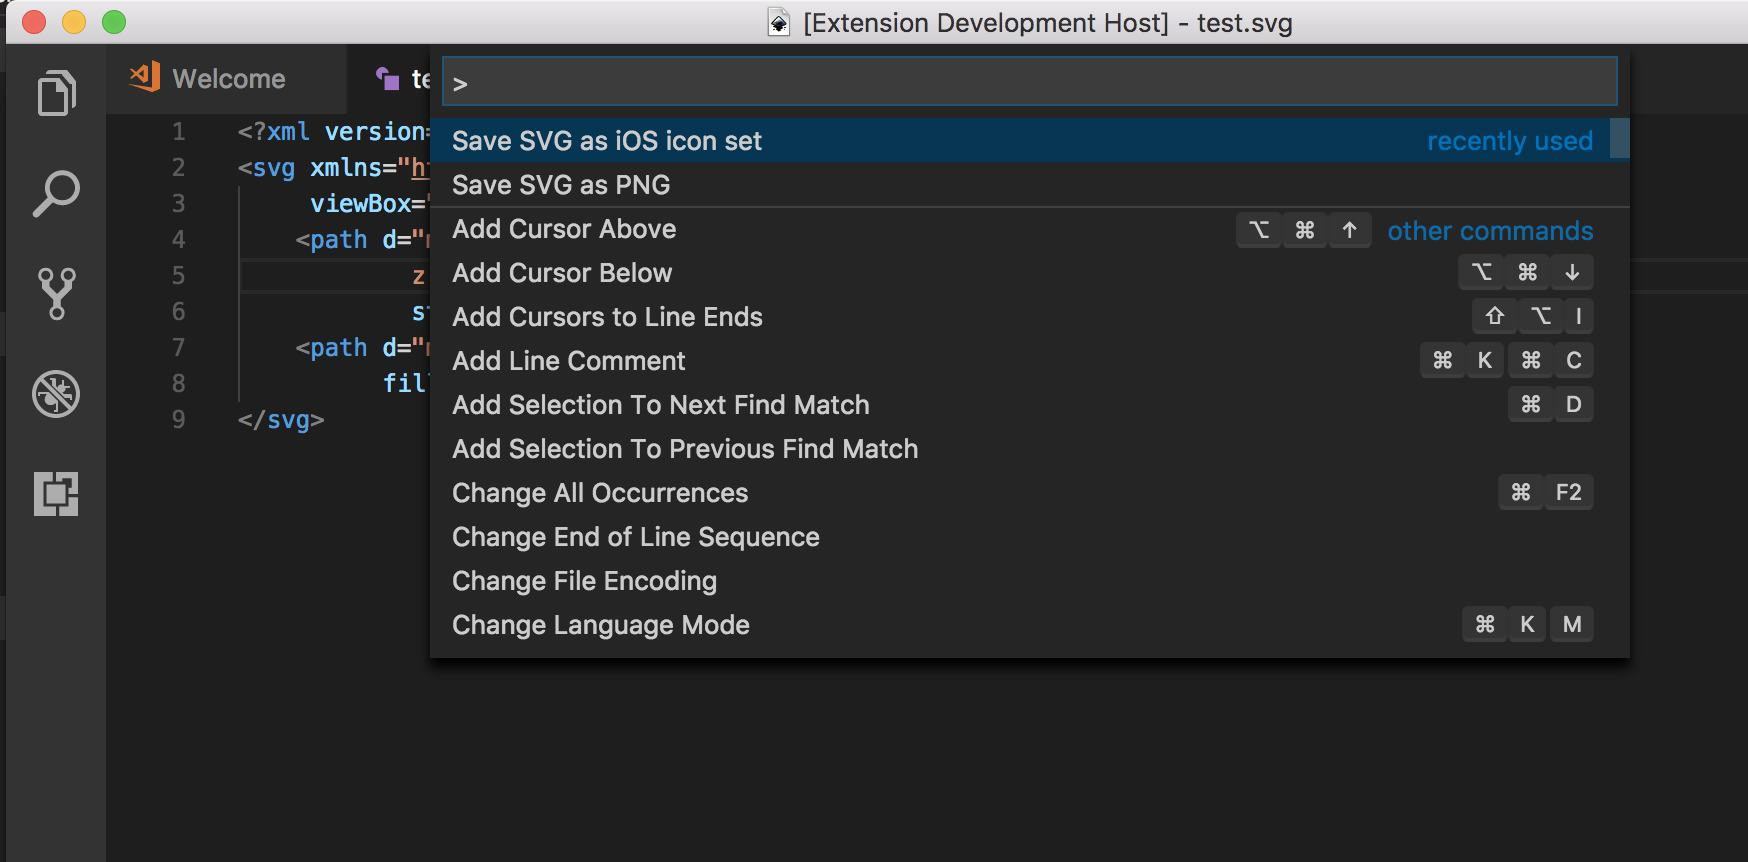 [Extension Development Host] - test.svg
Welcome
>
Save SVG as iOS icon set recently used
Save SVG as PNG
Add Cursor Above ⌥ ⌘ ↑ other commands
Add Cursor Below ⌥ ⌘ ↓
Add Cursors to Line Ends ⇧ ⌥ I
Add Line Comment ⌘ K ⌘ C
Add Selection To Next Find Match ⌘ D
Add Selection To Previous Find Match
Change All Occurrences ⌘ F2
Change End of Line Sequence
Change File Encoding
Change Language Mode ⌘ K M
1 <?xml version=
2 <svg xmlns="h
3 viewBox=
4 <path d="
5 z
6 s
7 <path d="
8 fill
9 </svg>